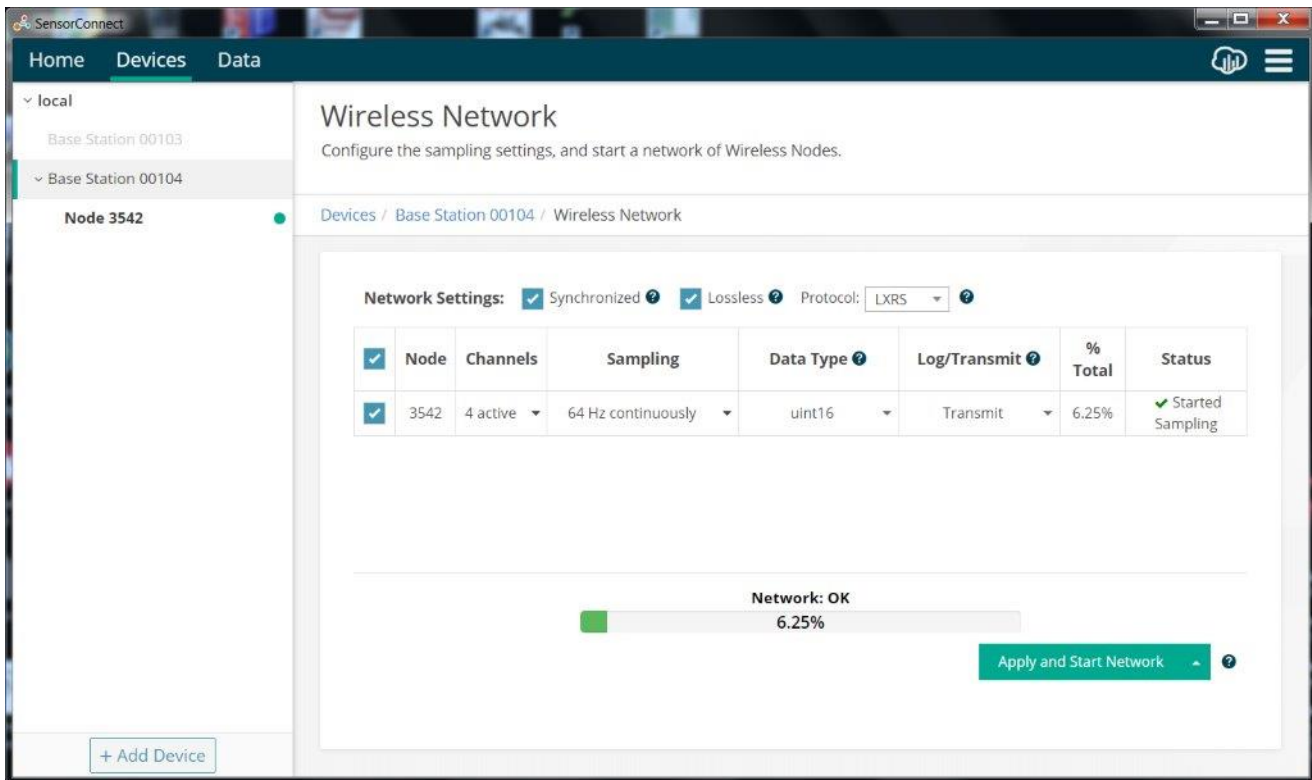 SensorConnect
Home Devices Data
local
Base Station 00103
Base Station 00104
Node 3542
+ Add Device
Wireless Network
Configure the sampling settings, and start a network of Wireless Nodes.
Devices / Base Station 00104 / Wireless Network
Network Settings: Synchronized ? Lossless ? Protocol: LXRS ?
Node Channels Sampling Data Type ? Log/Transmit ? % Total Status
3542 4 active 64 Hz continuously uint16 Transmit 6.25% Started Sampling
Network: OK
6.25%
Apply and Start Network ?